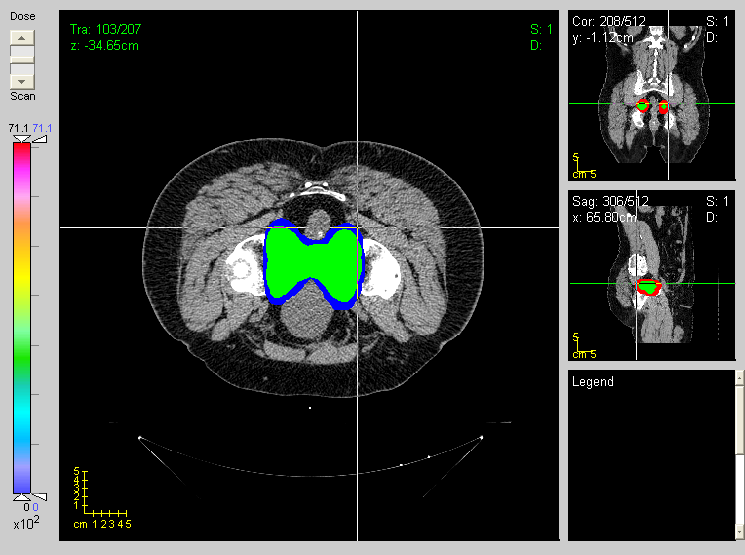 Dose
Scan
71.1 71.1
0 0
x10²
Tra: 103/207
z: -34.65cm
S: 1
D:
5
4
3
2
1
cm 1 2 3 4 5
Cor: 208/512
y: -1.12cm
S: 1
D:
5
cm 5
Sag: 306/512
x: 65.80cm
S: 1
D:
5
cm 5
Legend